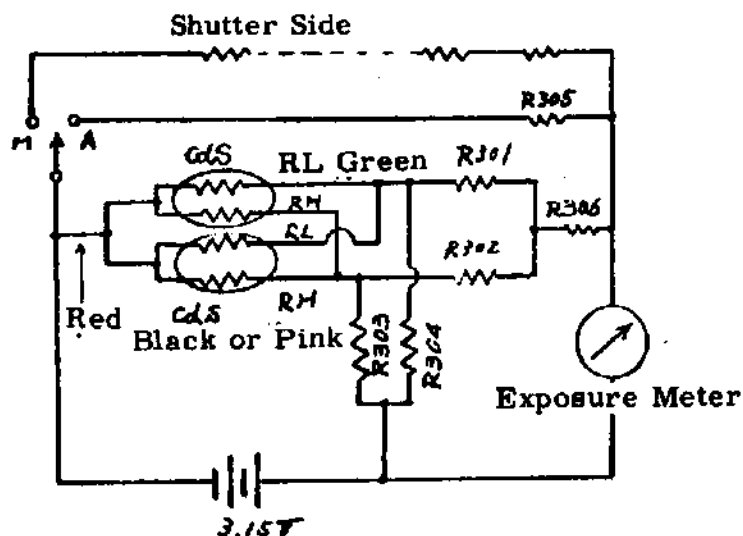 Shutter Side
M
A
R305
CdS
RL Green
R301
RH
R306
RL
R302
Red
CdS
RH
Black or Pink
R303
R304
Exposure Meter
3.15V